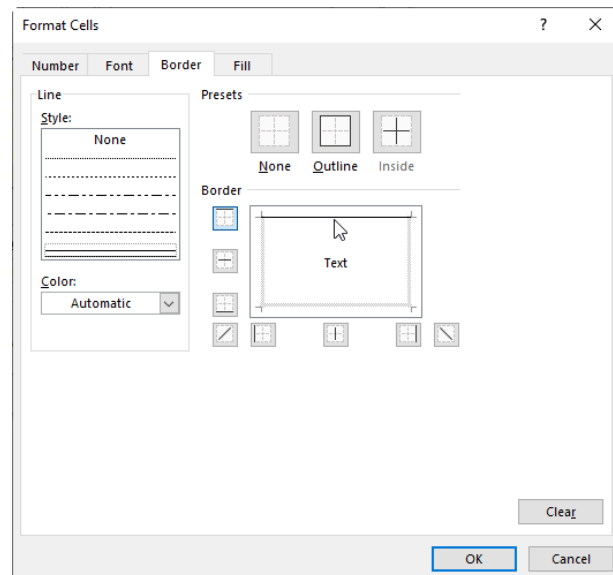 Format Cells ? X
Number Font Border Fill
Line
Style:
None
Color:
Automatic
Presets
None Outline Inside
Border
Text
Clear
OK Cancel